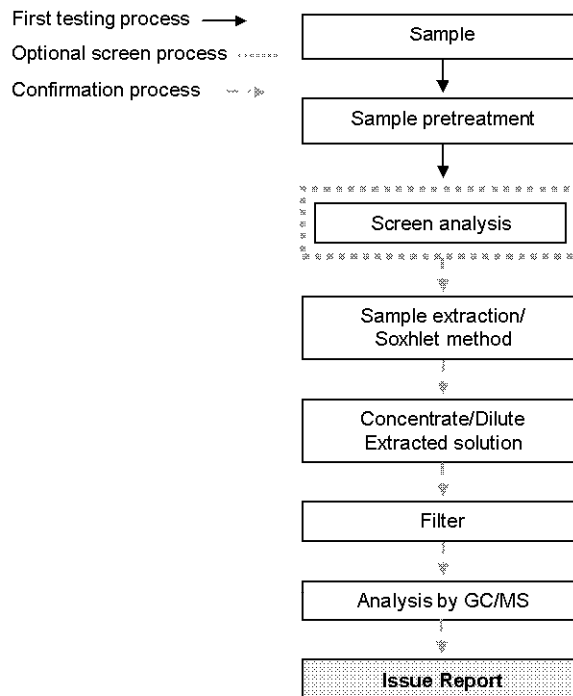 First testing process
Optional screen process
Confirmation process
Sample
Sample pretreatment
Screen analysis
Sample extraction/
Soxhlet method
Concentrate/Dilute
Extracted solution
Filter
Analysis by GC/MS
Issue Report